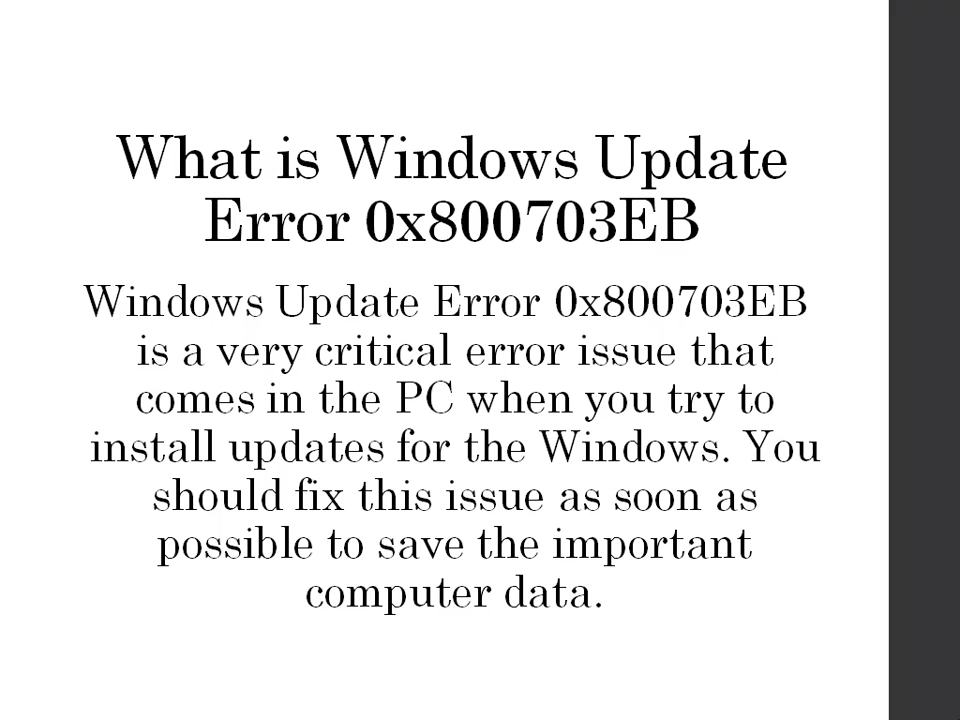 What is Windows Update
Error 0x800703EB
Windows Update Error 0x800703EB
is a very critical error issue that
comes in the PC when you try to
install updates for the Windows. You
should fix this issue as soon as
possible to save the important
computer data.